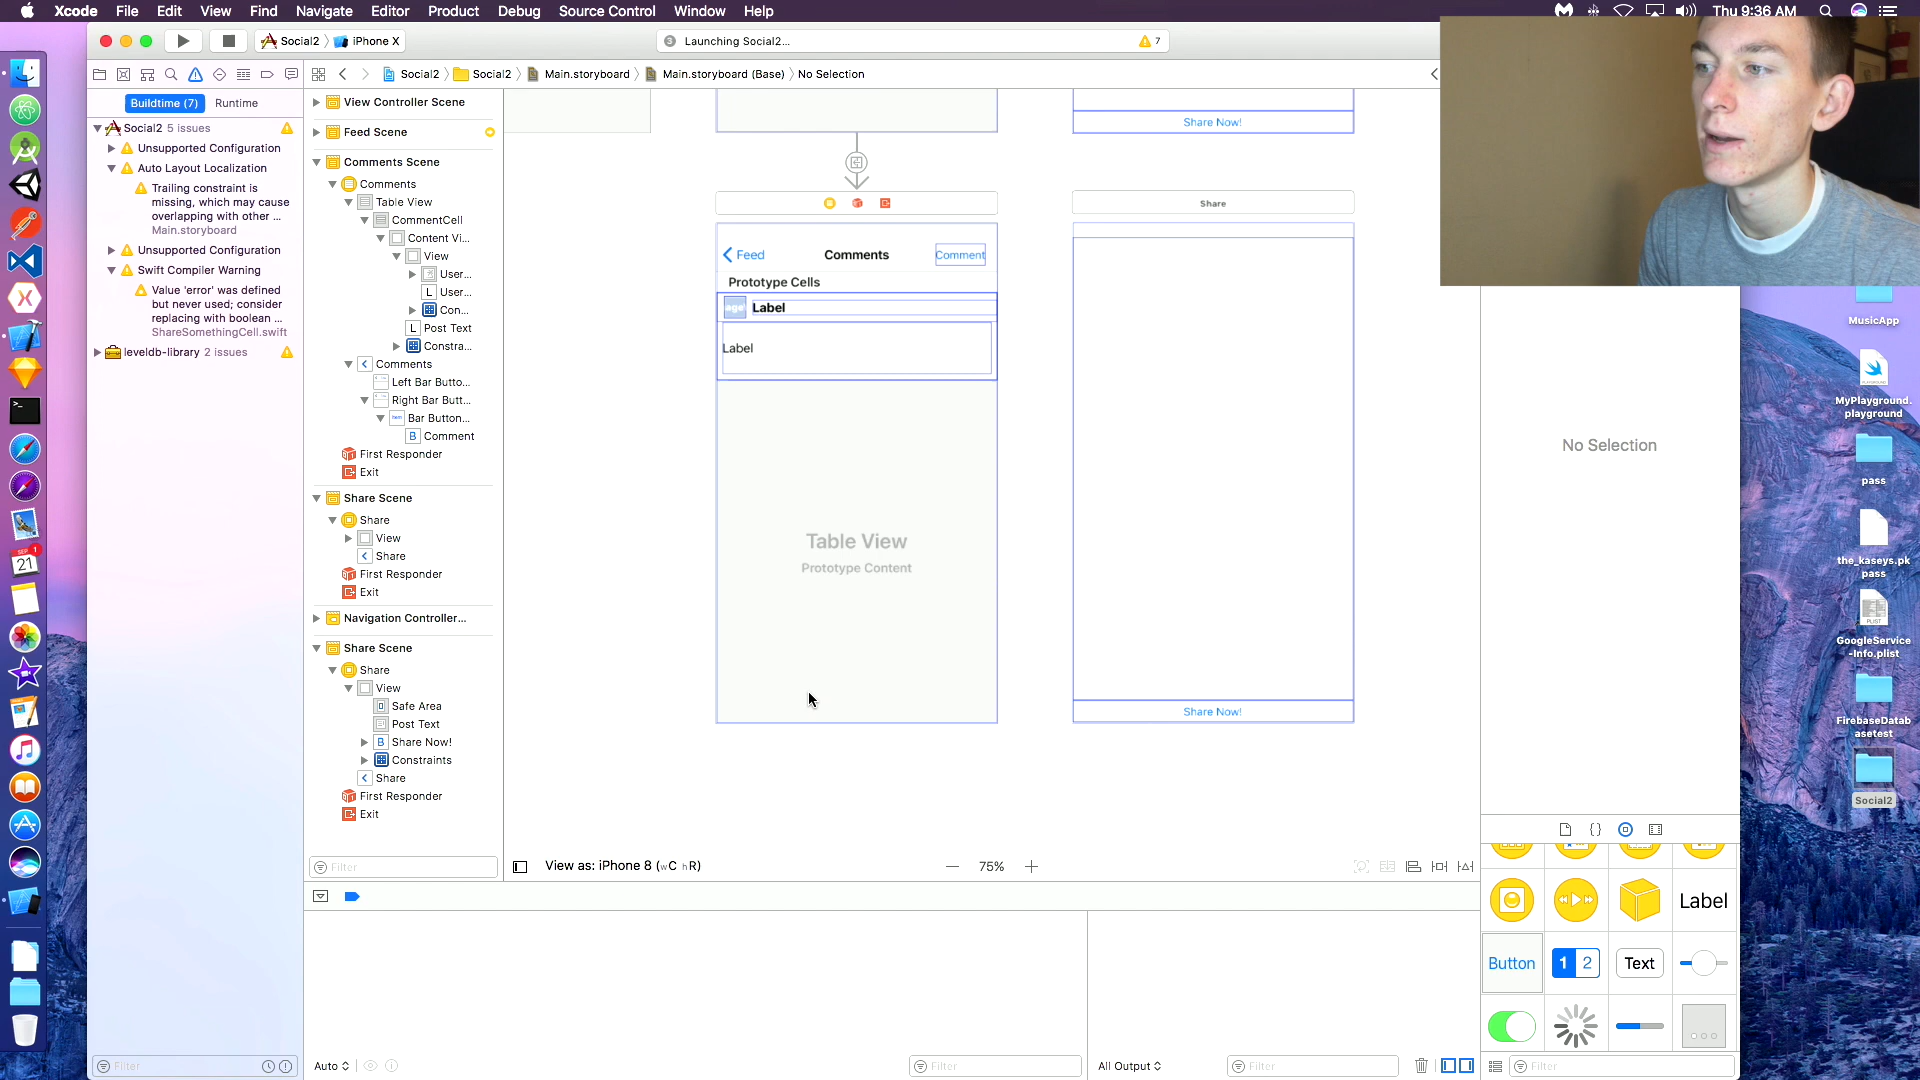 Xcode File Edit View Find Navigate Editor Product Debug Source Control Window Help
Thu 9:36 AM
Social2 iPhone X
Launching Social2...
7
Social2 Social2 Main.storyboard Main.storyboard (Base) No Selection
Buildtime (7) Runtime
Social2 5 issues
Unsupported Configuration
Auto Layout Localization
Trailing constraint is
missing, which may cause
overlapping with other ...
Main.storyboard
Unsupported Configuration
Swift Compiler Warning
Value 'error' was defined
but never used; consider
replacing with boolean ...
ShareSomethingCell.swift
leveldb-library 2 issues
View Controller Scene
Feed Scene
Comments Scene
Comments
Table View
CommentCell
Content Vi...
View
User...
L User...
Con...
L Post Text
Constra...
Comments
Left Bar Butto...
Right Bar Butt...
Bar Button...
B Comment
First Responder
Exit
Share Scene
Share
View
Share
First Responder
Exit
Navigation Controller...
Share Scene
Share
View
Safe Area
Post Text
B Share Now!
Constraints
Share
First Responder
Exit
Filter
Share Now!
Feed Comments Comment
Prototype Cells
Label
Label
Table View
Prototype Content
Share
Share Now!
View as: iPhone 8 (wC hR)
75%
No Selection
Label
Button
1 2
Text
Filter
Auto
Filter
All Output
Filter
Filter
SEP
21
1
MusicApp
MyPlayground.
playground
pass
the_kaseys.pk
pass
PLIST
GoogleService
-Info.plist
FirebaseDatab
asetest
Social2